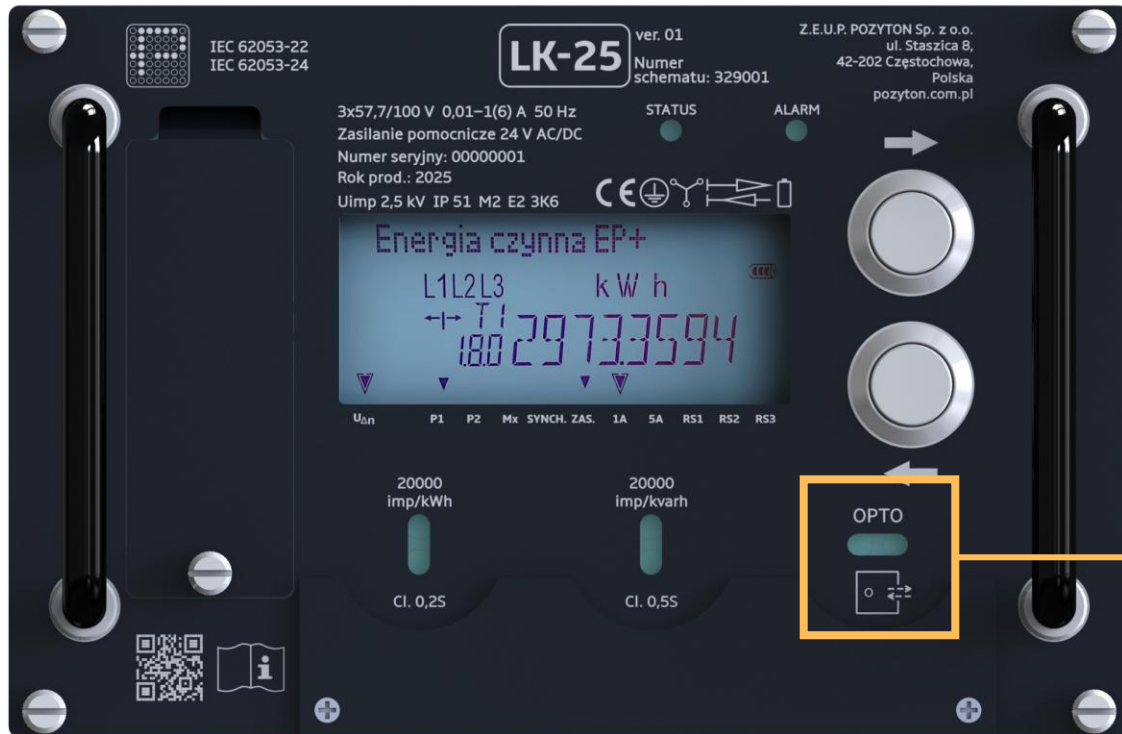 IEC 62053-22
IEC 62053-24
LK-25
ver. 01
Numer
schematu: 329001
Z.E.U.P. POZYTON Sp. z o.o.
ul. Staszica 8,
42-202 Częstochowa,
Polska
pozyton.com.pl
3x57,7/100 V 0,01–1(6) A 50 Hz
Zasilanie pomocnicze 24 V AC/DC
Numer seryjny: 00000001
Rok prod.: 2025
Uimp 2,5 kV IP 51 M2 E2 3K6
STATUS
ALARM
CE
Energia czynna EP+
L1L2L3 kWh
T1
1.8.0 2973.3594
U∆n P1 P2 Mx SYNCH. ZAS. 1A 5A RS1 RS2 RS3
20000
imp/kWh
Cl. 0,2S
20000
imp/kvarh
Cl. 0,5S
OPTO
i